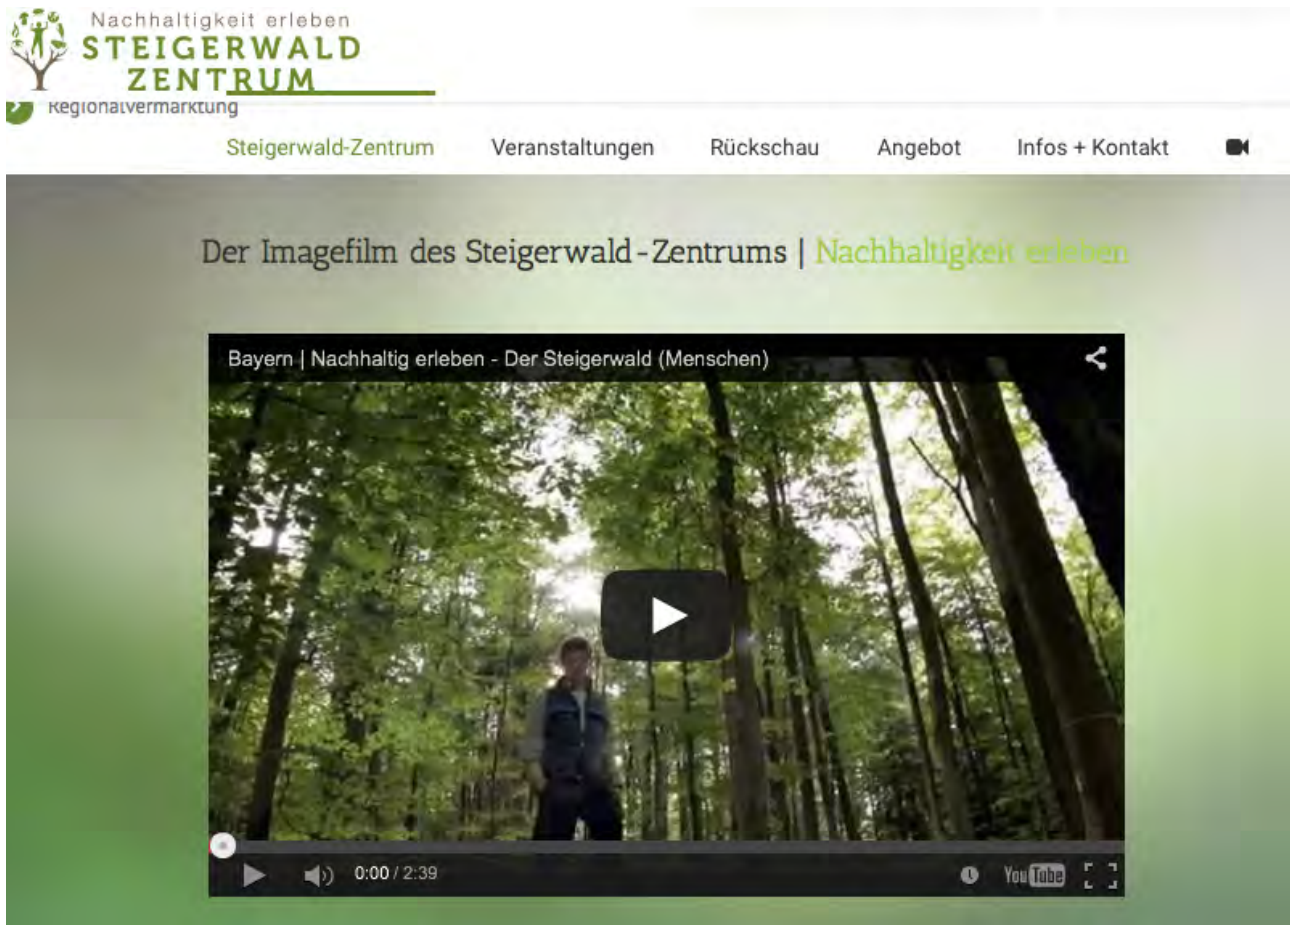 Nachhaltigkeit erleben
STEIGERWALD
ZENTRUM
Regionalvermarktung
Steigerwald-Zentrum Veranstaltungen Rückschau Angebot Infos + Kontakt
Der Imagefilm des Steigerwald-Zentrums | Nachhaltigkeit erleben
Bayern | Nachhaltig erleben - Der Steigerwald (Menschen)
0:00 / 2:39 YouTube